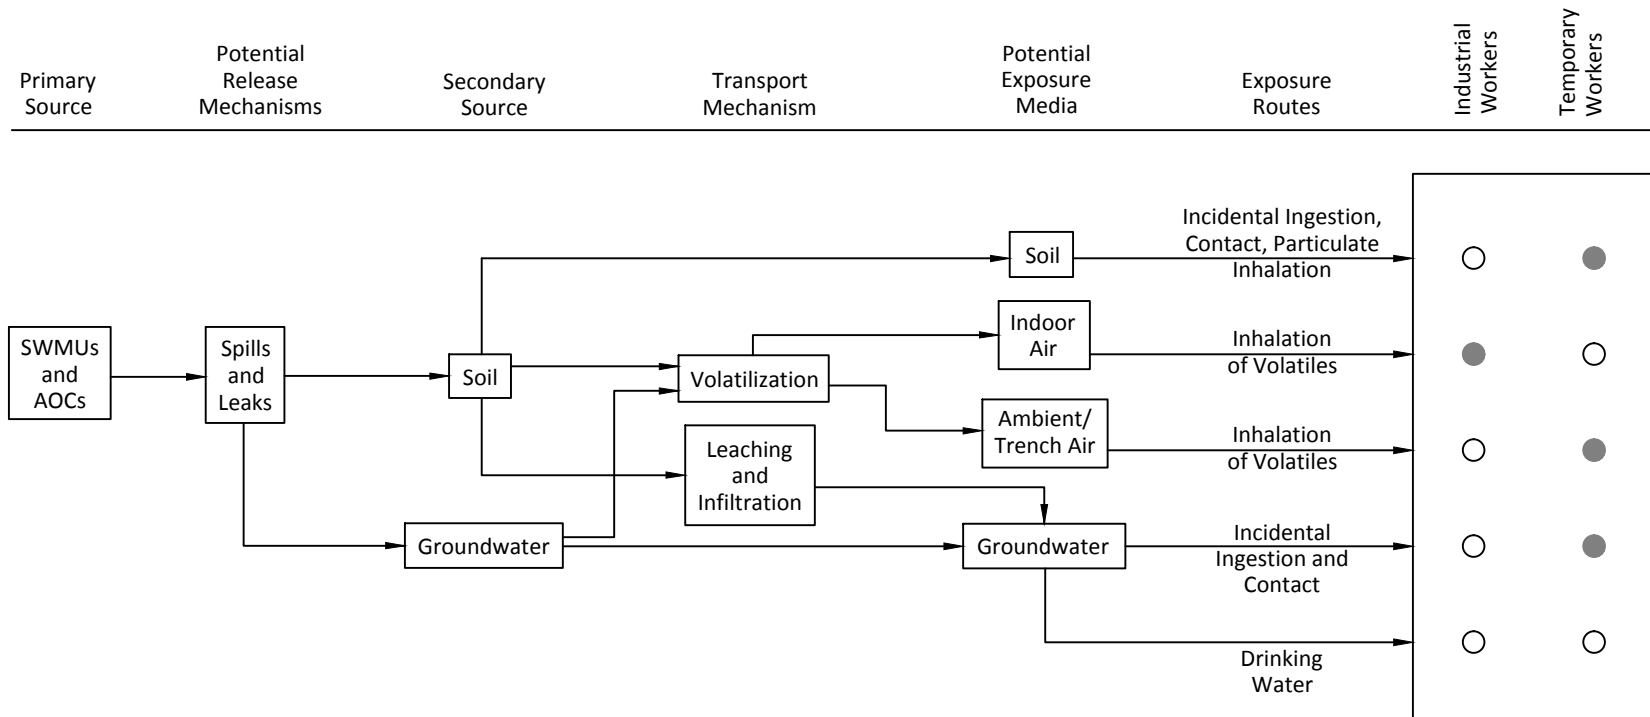 Primary
Source
Potential
Release
Mechanisms
Secondary
Source
Transport
Mechanism
Potential
Exposure
Media
Exposure
Routes
Industrial
Workers
Temporary
Workers
Incidental Ingestion,
Contact, Particulate
Inhalation
Soil
SWMUs
and
AOCs
Spills
and
Leaks
Soil
Volatilization
Indoor
Air
Inhalation
of Volatiles
Ambient/
Trench Air
Inhalation
of Volatiles
Leaching
and
Infiltration
Groundwater
Groundwater
Incidental
Ingestion and
Contact
Drinking
Water